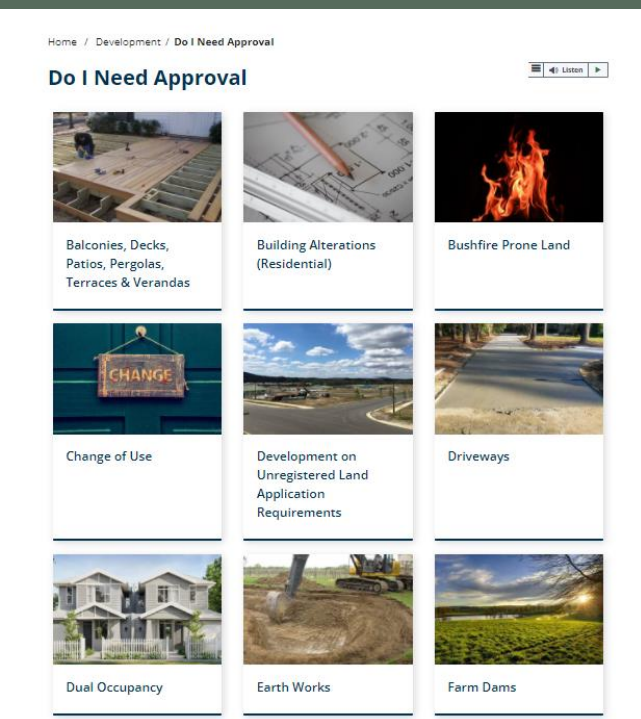 Home / Development / Do I Need Approval
Do I Need Approval
Listen
Balconies, Decks,
Patios, Pergolas,
Terraces & Verandas
Building Alterations
(Residential)
Bushfire Prone Land
CHANGE
Change of Use
Development on
Unregistered Land
Application
Requirements
Driveways
Dual Occupancy
Earth Works
Farm Dams